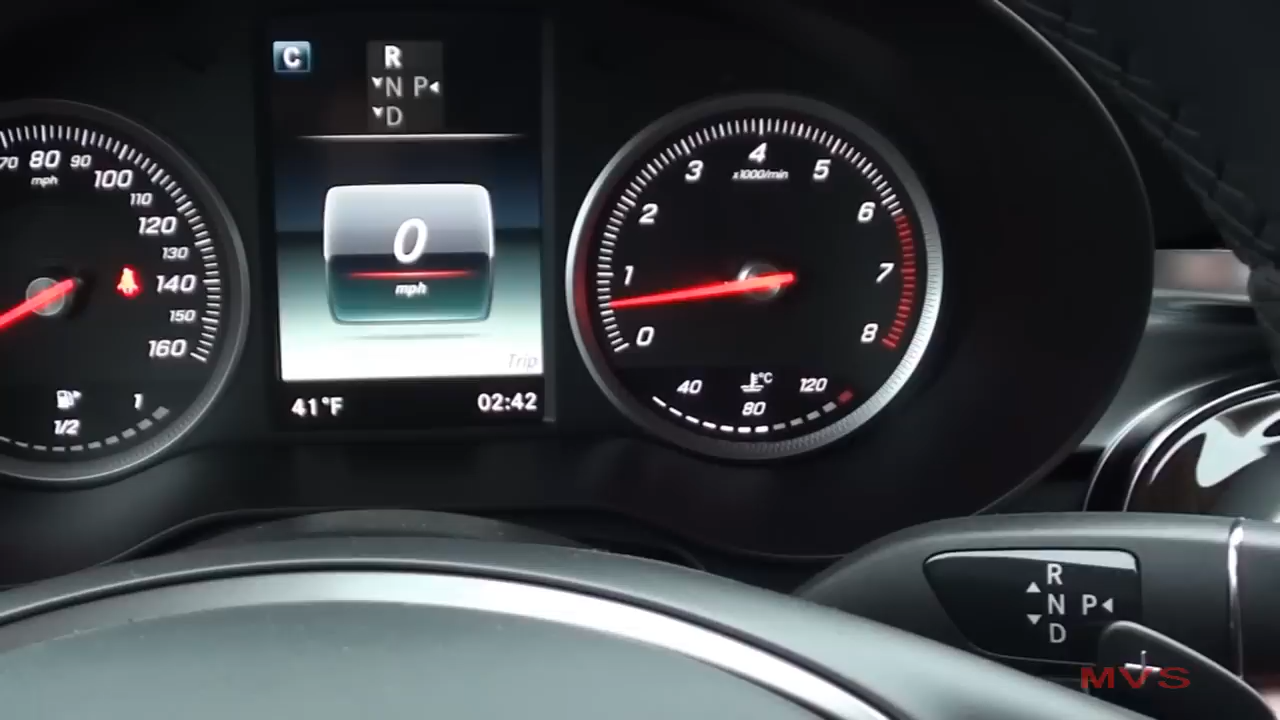 C
R
N P
D
70 80 90
mph
100
110
120
130
140
150
160
1
1/2
0
mph
Trip
41°F 02:42
0
1
2
3
4
5
6
7
8
x1000/min
40 °C 120
80
R
N P
D
+
MVS